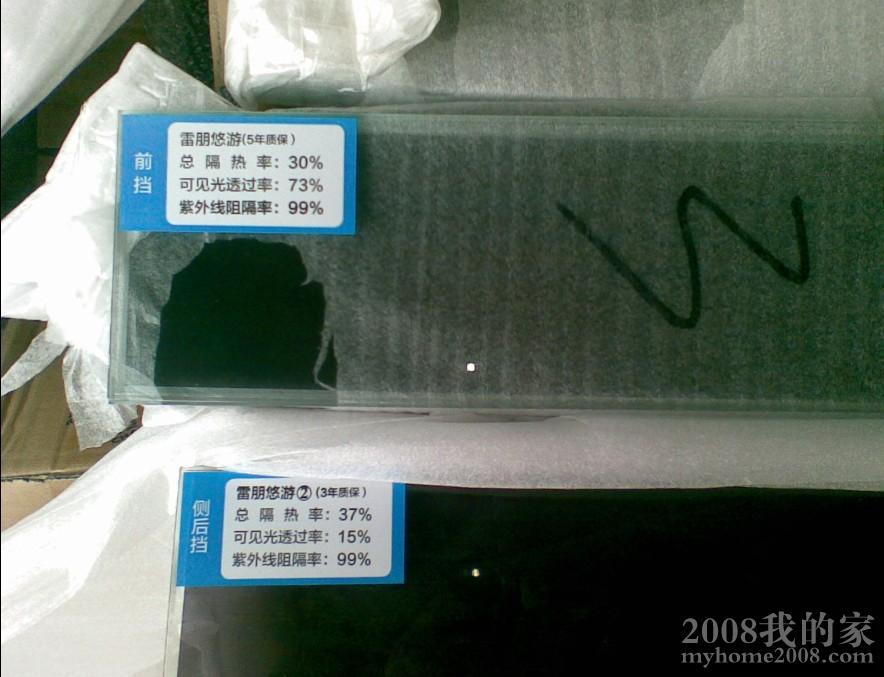 前挡
雷朋悠游(5年质保)
总隔热率：30%
可见光透过率：73%
紫外线阻隔率：99%
侧后挡
雷朋悠游②(3年质保)
总隔热率：37%
可见光透过率：15%
紫外线阻隔率：99%
2008我的家
myhome2008.com